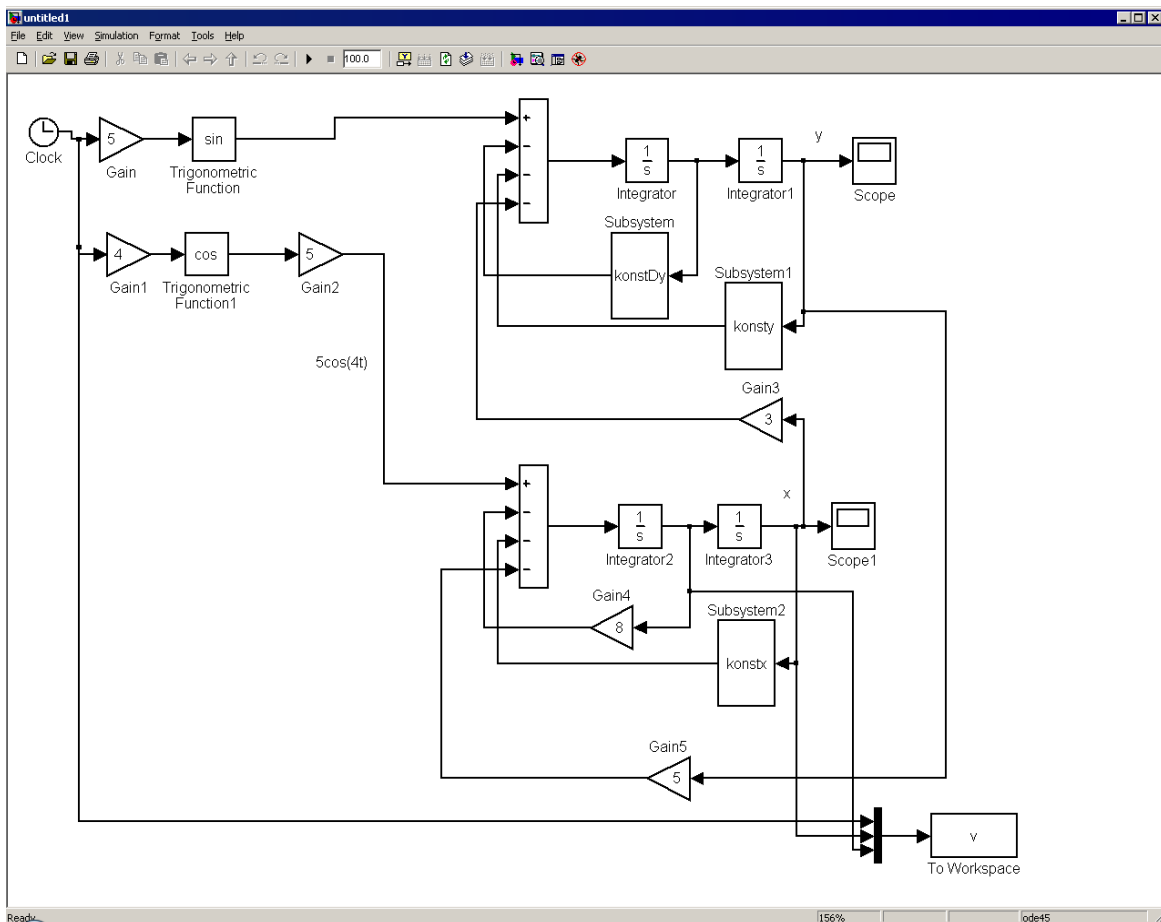 untitled1
File Edit View Simulation Format Tools Help
100.0
Clock
5
Gain
sin
Trigonometric
Function
+
−
−
−
1
s
Integrator
1
s
Integrator1
y
Scope
4
Gain1
cos
Trigonometric
Function1
5
Gain2
Subsystem
konstDy
Subsystem1
konsty
5cos(4t)
Gain3
3
+
−
−
−
1
s
Integrator2
1
s
Integrator3
x
Scope1
Gain4
8
Subsystem2
konstx
Gain5
5
v
To Workspace
Ready
156%
ode45